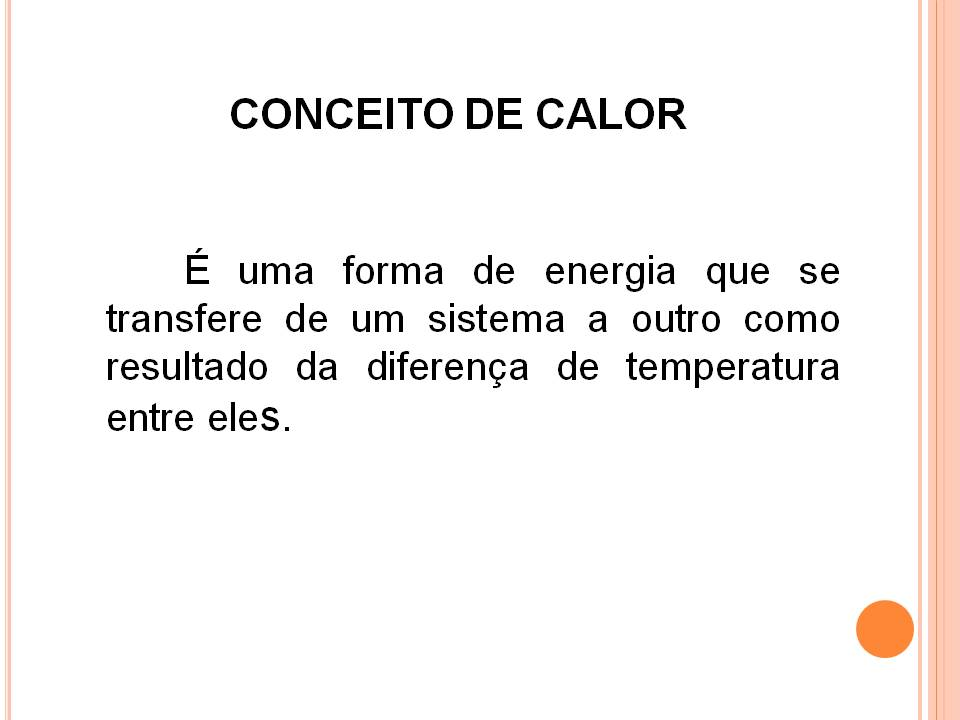 CONCEITO DE CALOR
É uma forma de energia que se
transfere de um sistema a outro como
resultado da diferença de temperatura
entre eles.